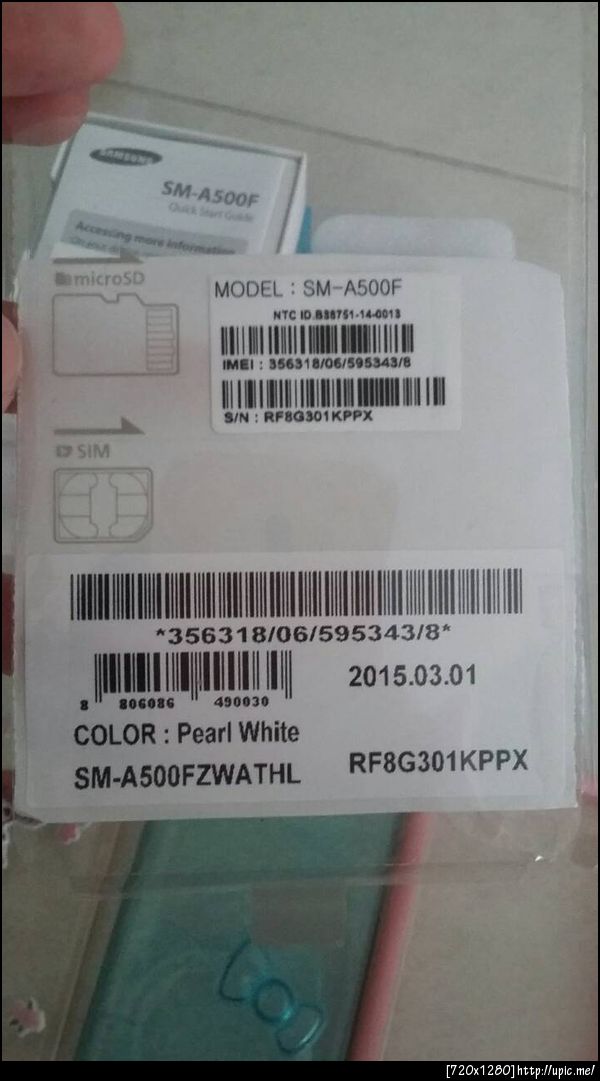 SAMSUNG
SM-A500F
Quick Start Guide
Accessing more information
microSD
MODEL : SM-A500F
NTC ID.B38751-14-0013
IMEI : 356318/06/595343/8
S/N : RF8G301KPPX
SIM
*356318/06/595343/8*
8 806086 490030
2015.03.01
COLOR : Pearl White
SM-A500FZWATHL
RF8G301KPPX
[720x1280]http://upic.me/